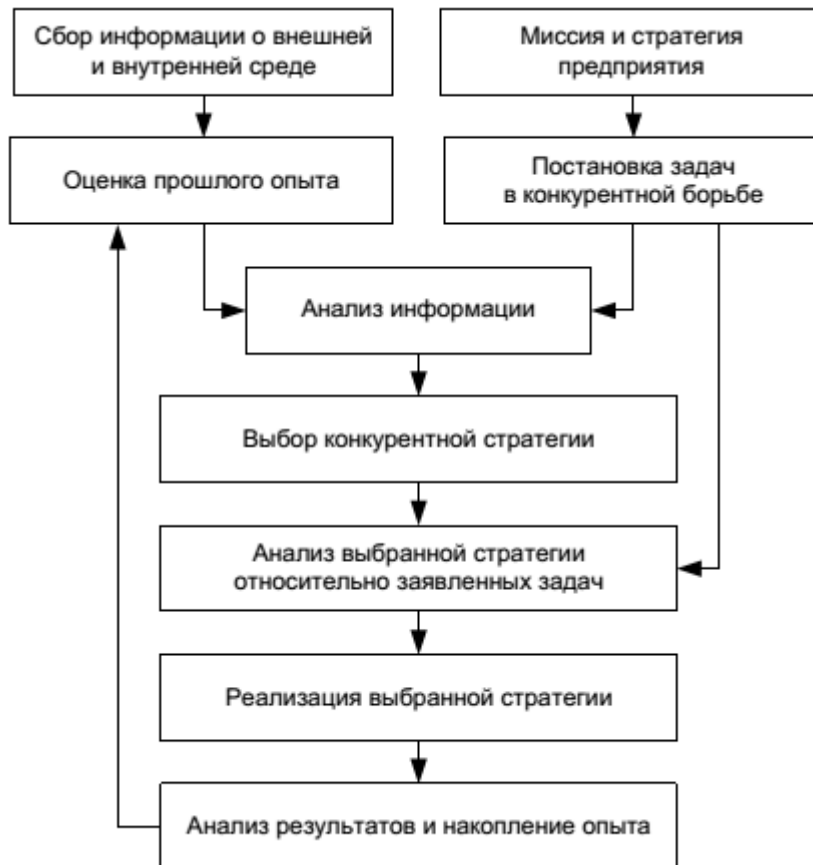 Сбор информации о внешней
и внутренней среде
Миссия и стратегия
предприятия
Оценка прошлого опыта
Постановка задач
в конкурентной борьбе
Анализ информации
Выбор конкурентной стратегии
Анализ выбранной стратегии
относительно заявленных задач
Реализация выбранной стратегии
Анализ результатов и накопление опыта